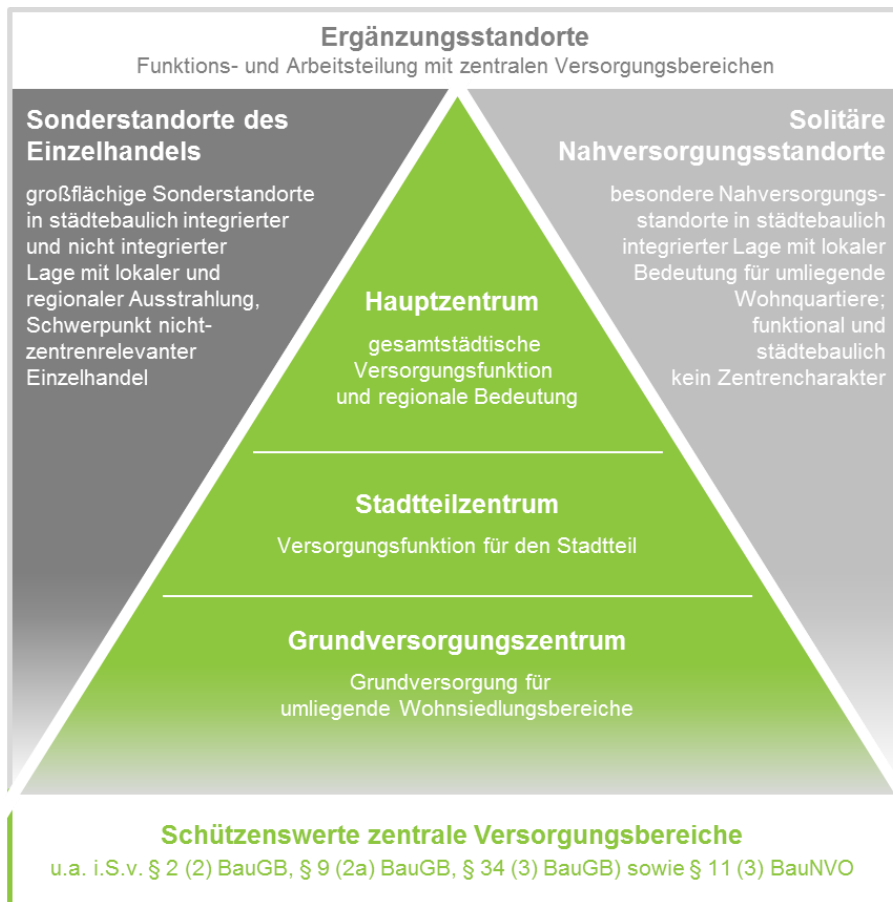 Ergänzungsstandorte
Funktions- und Arbeitsteilung mit zentralen Versorgungsbereichen
Sonderstandorte des
Einzelhandels
großflächige Sonderstandorte
in städtebaulich integrierter
und nicht integrierter
Lage mit lokaler und
regionaler Ausstrahlung,
Schwerpunkt nicht-
zentrenrelevanter
Einzelhandel
Solitäre
Nahversorgungsstandorte
besondere Nahversorgungs-
standorte in städtebaulich
integrierter Lage mit lokaler
Bedeutung für umliegende
Wohnquartiere;
funktional und
städtebaulich
kein Zentrencharakter
Hauptzentrum
gesamtstädtische
Versorgungsfunktion
und regionale Bedeutung
Stadtteilzentrum
Versorgungsfunktion für den Stadtteil
Grundversorgungszentrum
Grundversorgung für
umliegende Wohnsiedlungsbereiche
Schützenswerte zentrale Versorgungsbereiche
u.a. i.S.v. § 2 (2) BauGB, § 9 (2a) BauGB, § 34 (3) BauGB) sowie § 11 (3) BauNVO